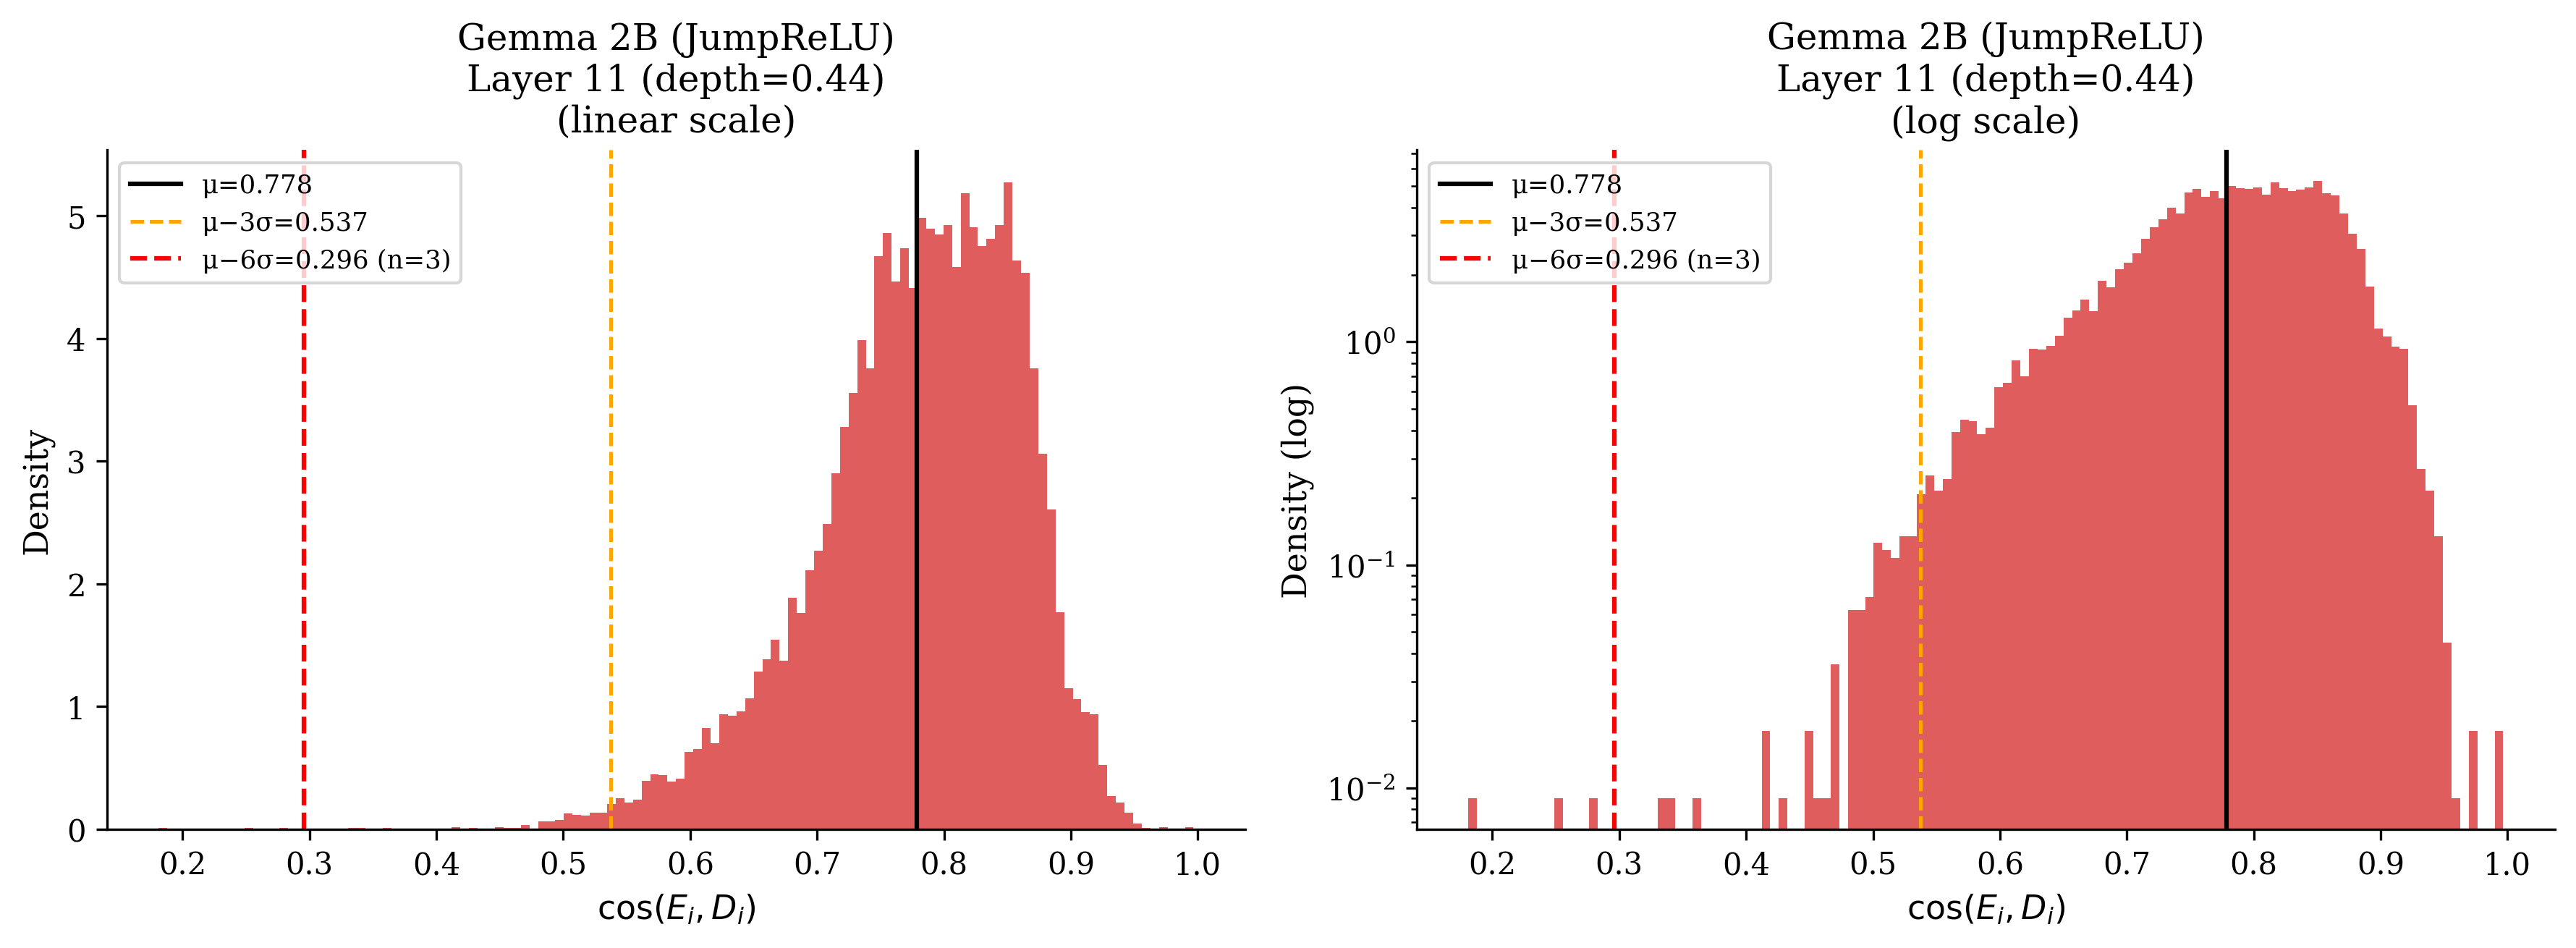 Gemma 2B (JumpReLU)
Layer 11 (depth=0.44)
(linear scale)
μ=0.778
μ−3σ=0.537
μ−6σ=0.296 (n=3)
Density
5
4
3
2
1
0
0.2 0.3 0.4 0.5 0.6 0.7 0.8 0.9 1.0
cos(E_i, D_i)
Gemma 2B (JumpReLU)
Layer 11 (depth=0.44)
(log scale)
μ=0.778
μ−3σ=0.537
μ−6σ=0.296 (n=3)
Density (log)
10⁰
10⁻¹
10⁻²
0.2 0.3 0.4 0.5 0.6 0.7 0.8 0.9 1.0
cos(E_i, D_i)